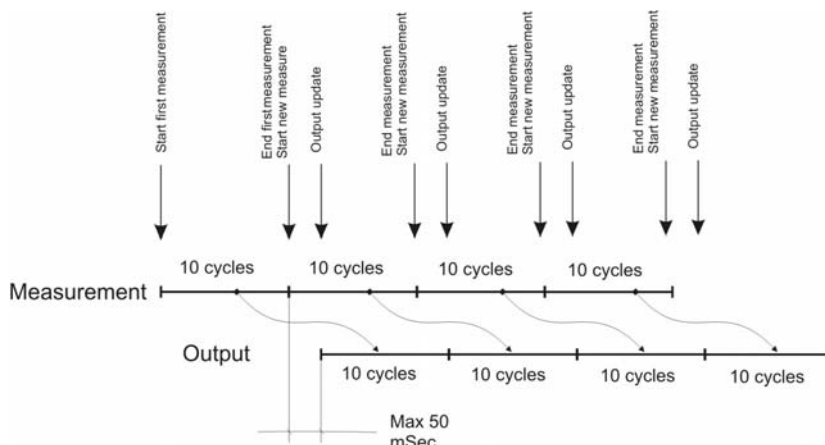 Start first measurement
End first measurement
Start new measure
Output update
End measurement
Start new measurement
Output update
End measurement
Start new measurement
Output update
End measurement
Start new measurement
Output update
10 cycles
10 cycles
10 cycles
10 cycles
Measurement
Output
10 cycles
10 cycles
10 cycles
10 cycles
Max 50
mSec